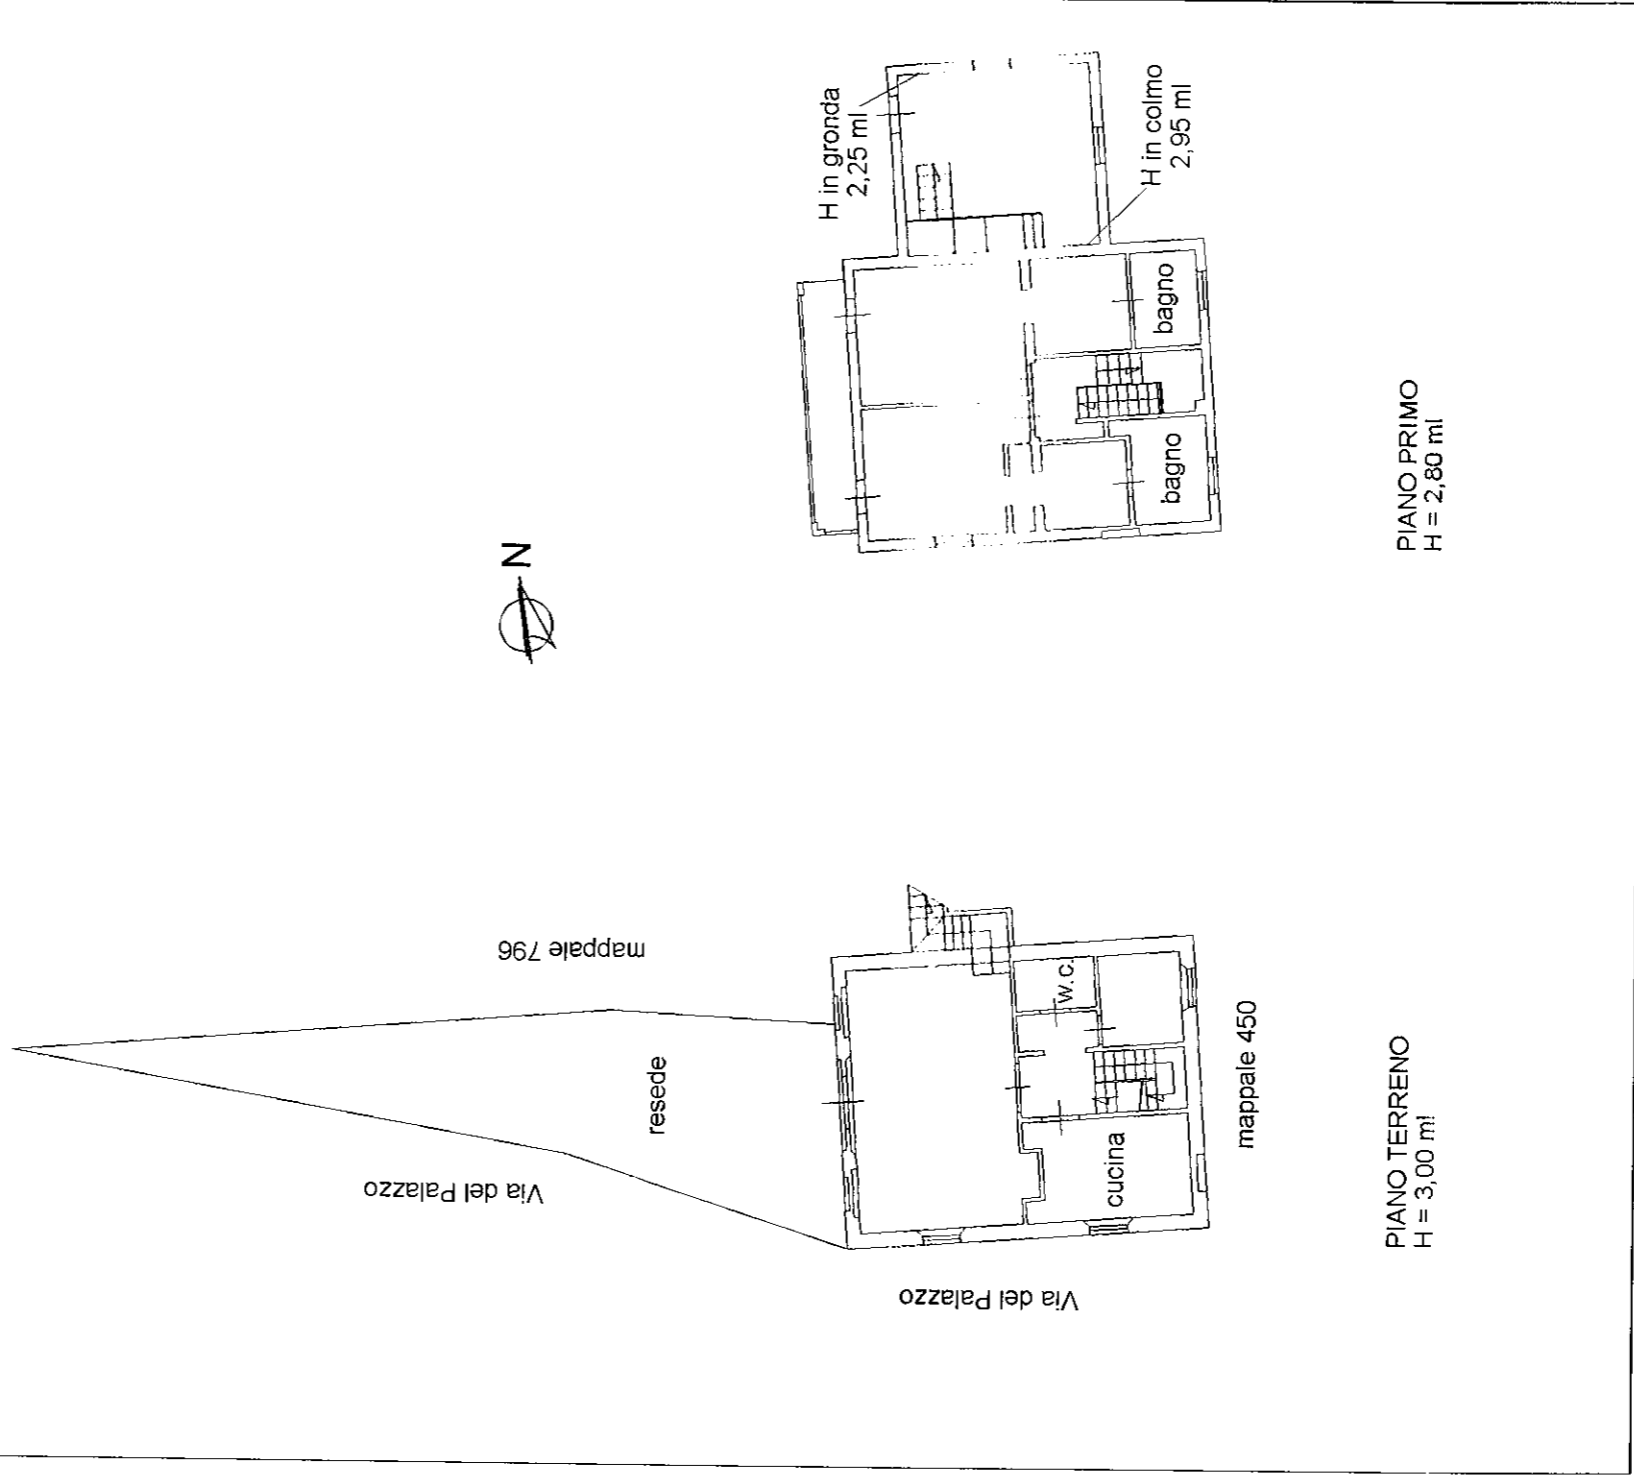 mappale 796
Via del Palazzo
resede
w.c.
cucina
mappale 450
Via del Palazzo
PIANO TERRENO
H = 3,00 ml
N
H in gronda
2,25 ml
H in colmo
2,95 ml
bagno
bagno
PIANO PRIMO
H = 2,80 ml